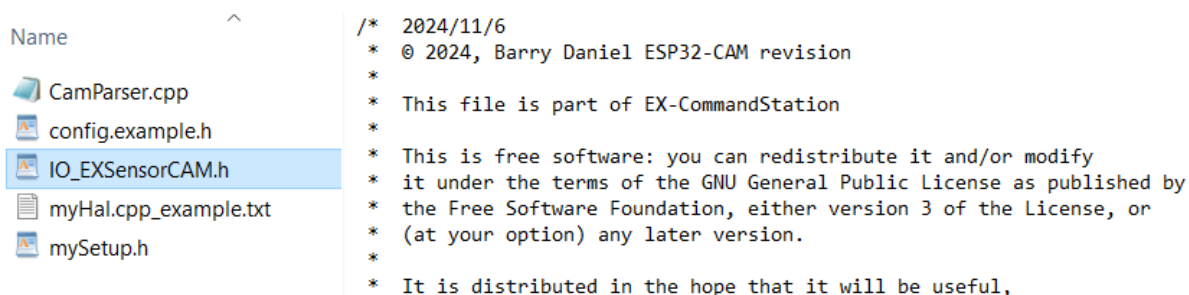 Name
CamParser.cpp
config.example.h
IO_EXSensorCAM.h
myHal.cpp_example.txt
mySetup.h
/*  2024/11/6
 *  © 2024, Barry Daniel ESP32-CAM revision
 *
 *  This file is part of EX-CommandStation
 *
 *  This is free software: you can redistribute it and/or modify
 *  it under the terms of the GNU General Public License as published by
 *  the Free Software Foundation, either version 3 of the License, or
 *  (at your option) any later version.
 *
 *  It is distributed in the hope that it will be useful,